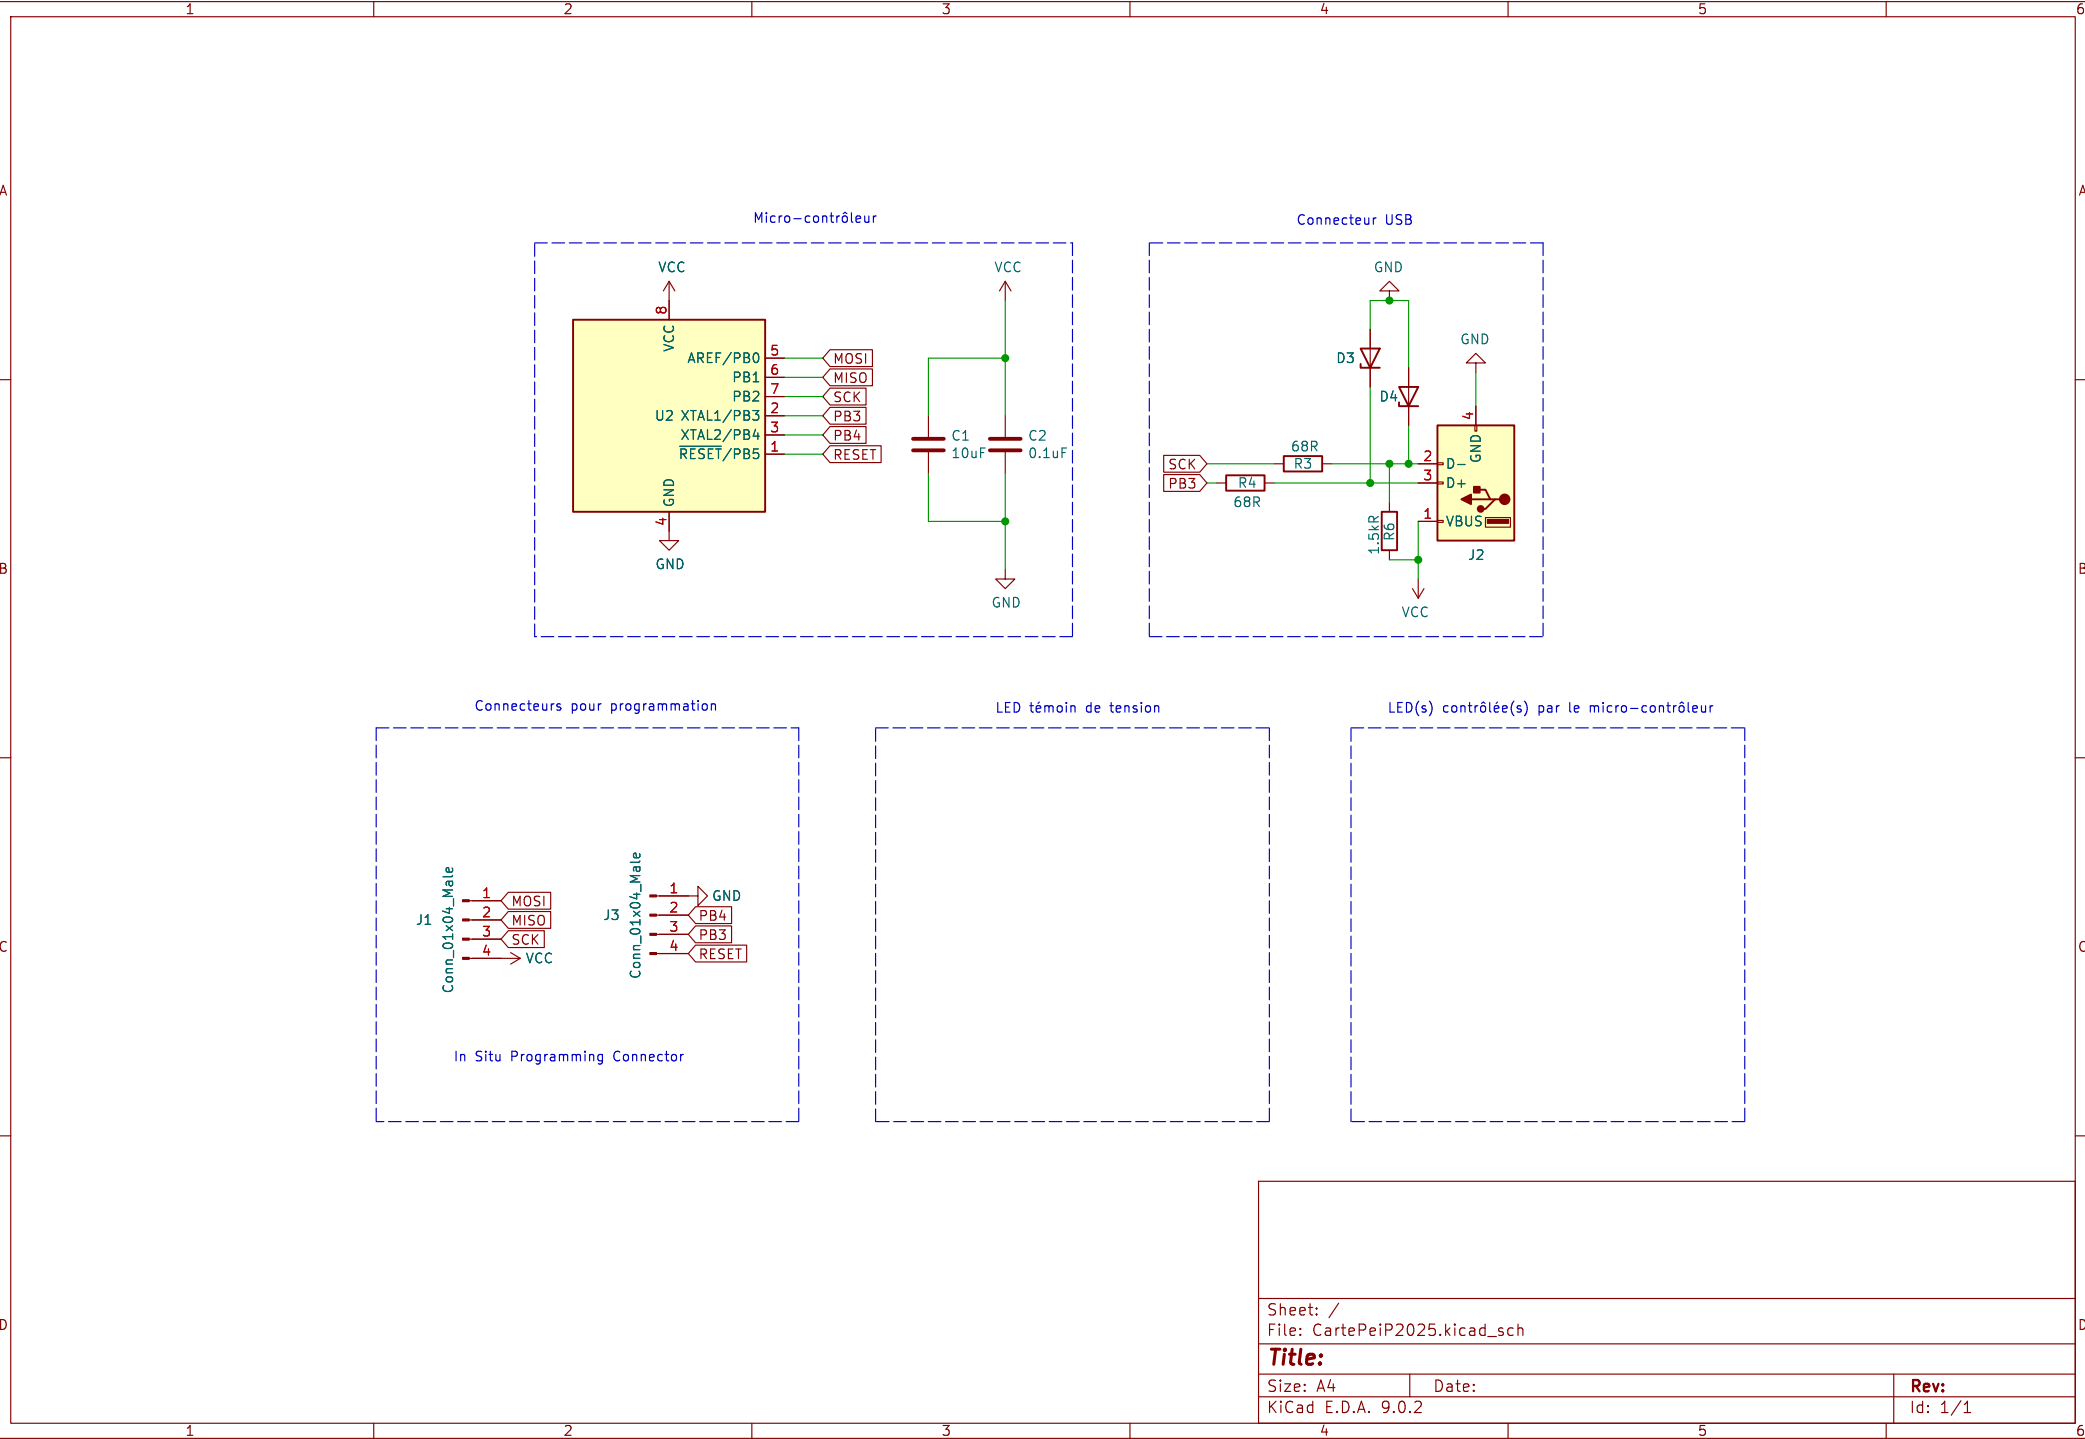 1 2 3 4 5 6
A A
B B
C C
D D
Micro-contrôleur
VCC
8
VCC
AREF/PB0 5 MOSI
PB1 6 MISO
PB2 7 SCK
U2 XTAL1/PB3 2 PB3
XTAL2/PB4 3 PB4
RESET/PB5 1 RESET
GND
4
GND
VCC
C1
10uF
C2
0.1uF
GND
Connecteur USB
GND
D3
D4
GND
4
GND
SCK
68R
R3
2 D-
PB3
R4
68R
3 D+
1.5kR
R6
1 VBUS
J2
VCC
Connecteurs pour programmation
J1
Conn_01x04_Male
1 MOSI
2 MISO
3 SCK
4 VCC
J3
Conn_01x04_Male
1 GND
2 PB4
3 PB3
4 RESET
In Situ Programming Connector
LED témoin de tension
LED(s) contrôlée(s) par le micro-contrôleur
Sheet: /
File: CartePeiP2025.kicad_sch
Title:
Size: A4 Date: Rev:
KiCad E.D.A. 9.0.2 Id: 1/1
1 2 3 4 5 6